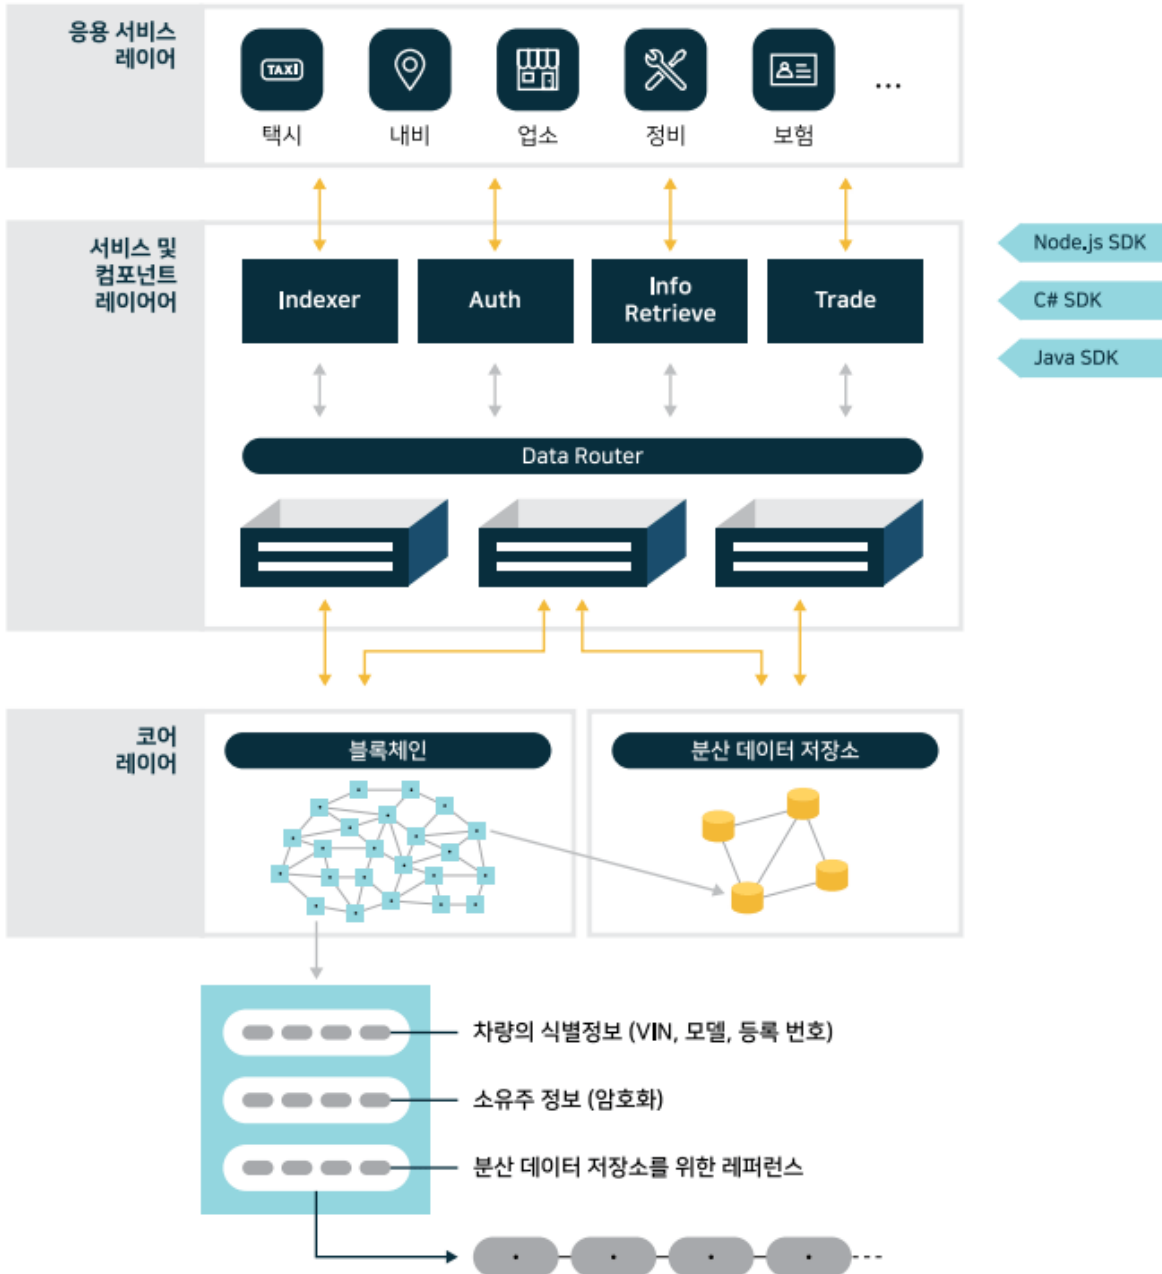 응용 서비스
레이어
TAXI
택시
내비
업소
정비
보험
...
서비스 및
컴포넌트
레이어어
Indexer
Auth
Info
Retrieve
Trade
Node.js SDK
C# SDK
Java SDK
Data Router
코어
레이어
블록체인
분산 데이터 저장소
차량의 식별정보 (VIN, 모델, 등록 번호)
소유주 정보 (암호화)
분산 데이터 저장소를 위한 레퍼런스